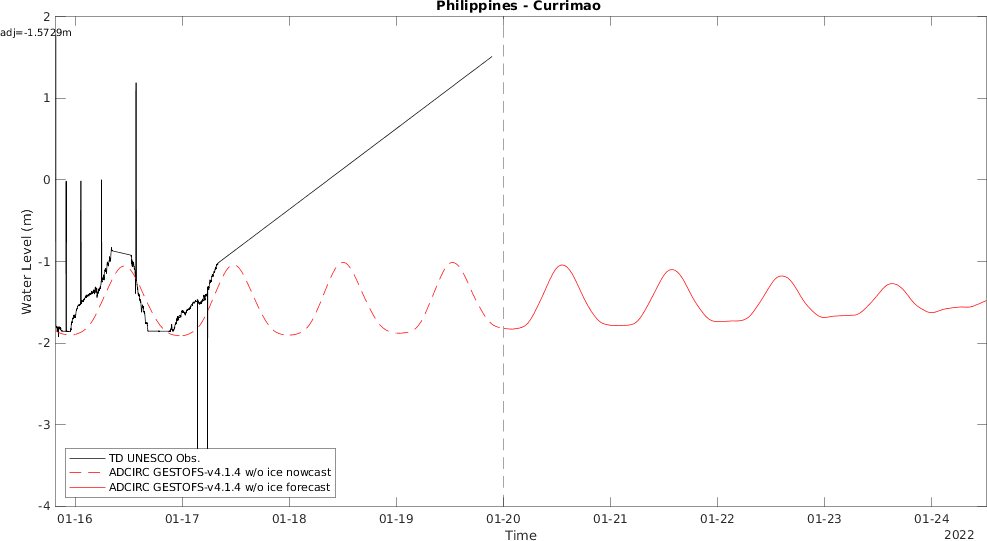 Philippines - Currimao
adj=-1.5729m
2
1
0
-1
-2
-3
-4
Water Level (m)
TD UNESCO Obs.
ADCIRC GESTOFS-v4.1.4 w/o ice nowcast
ADCIRC GESTOFS-v4.1.4 w/o ice forecast
01-16 01-17 01-18 01-19 01-20 01-21 01-22 01-23 01-24
Time
2022